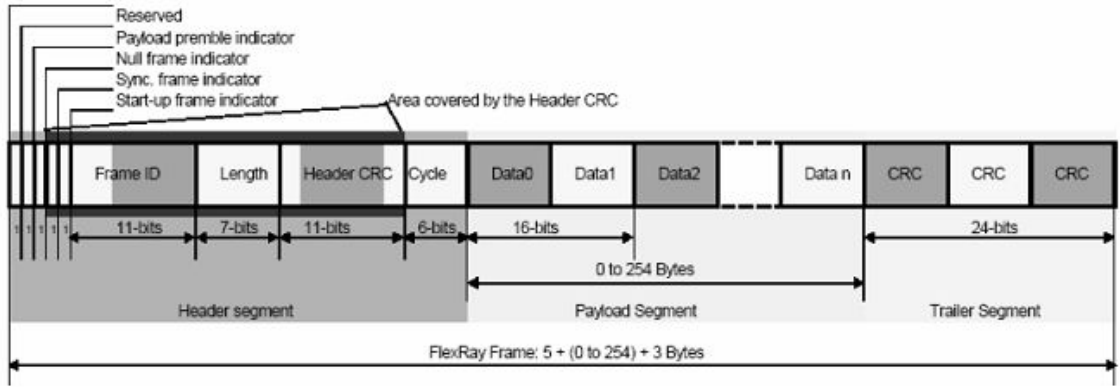 Reserved
Payload premble indicator
Null frame indicator
Sync. frame indicator
Start-up frame indicator
Area covered by the Header CRC
Frame ID Length Header CRC Cycle Data0 Data1 Data2 Data n CRC CRC CRC
1 1 1 1 1 11-bits 7-bits 11-bits 6-bits 16-bits 24-bits
0 to 254 Bytes
Header segment Payload Segment Trailer Segment
FlexRay Frame: 5 + (0 to 254) + 3 Bytes